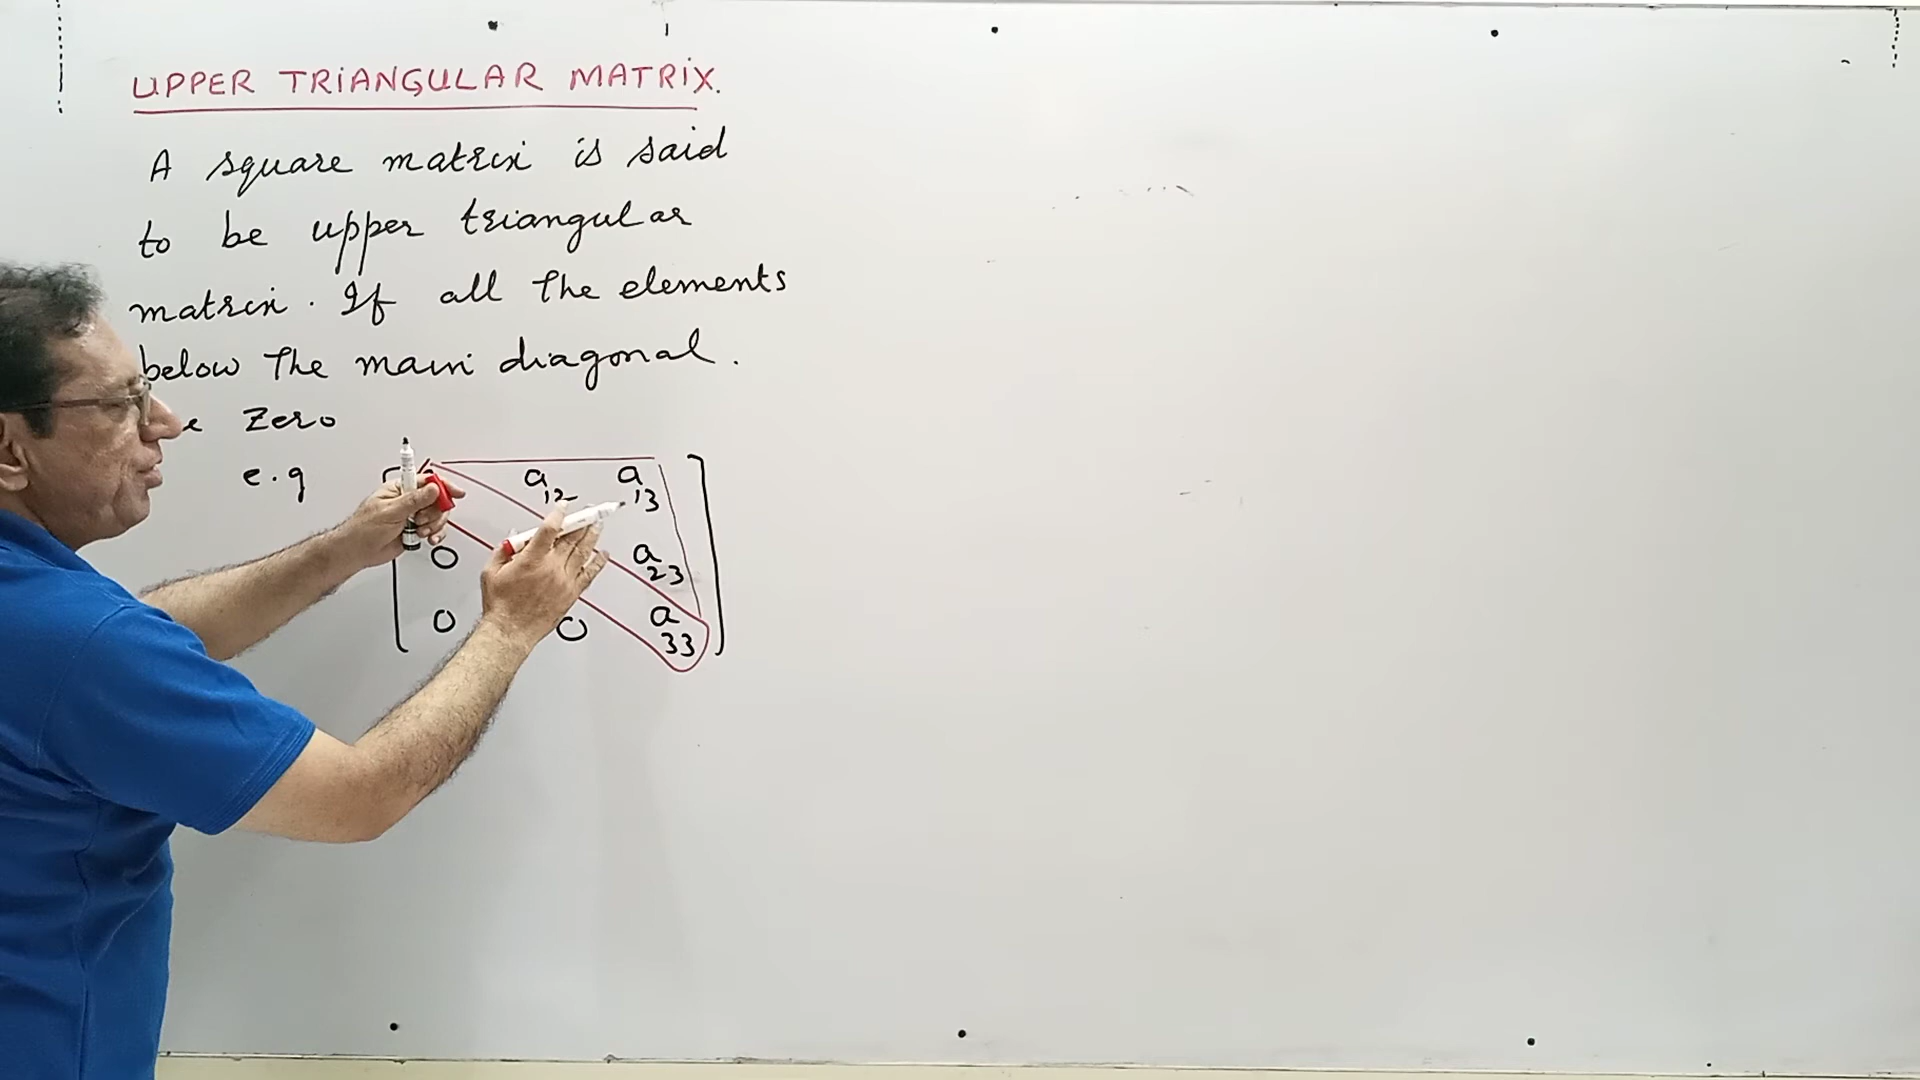 UPPER TRIANGULAR MATRIX.
A square matrix is said
to be upper triangular
matrix. If all the elements
below the main diagonal.
Zero
e.g
a12 a13
0 a23
0 0 a33